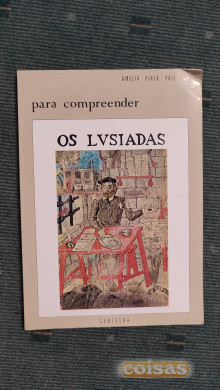 AMÉLIA PINTO PAIS
para compreender
OS LVSIADAS
coisas